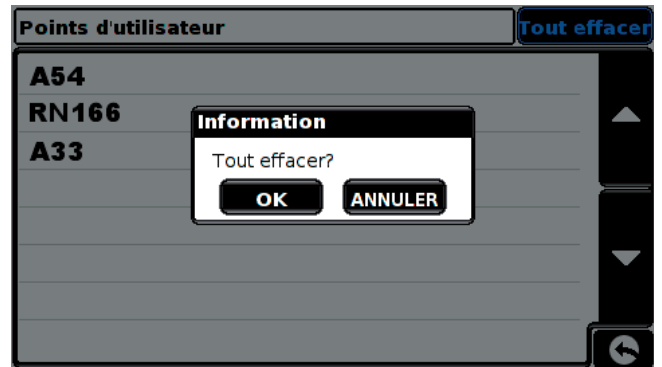 Points d'utilisateur
Tout effacer
A54
RN166
A33
Information
Tout effacer?
OK
ANNULER